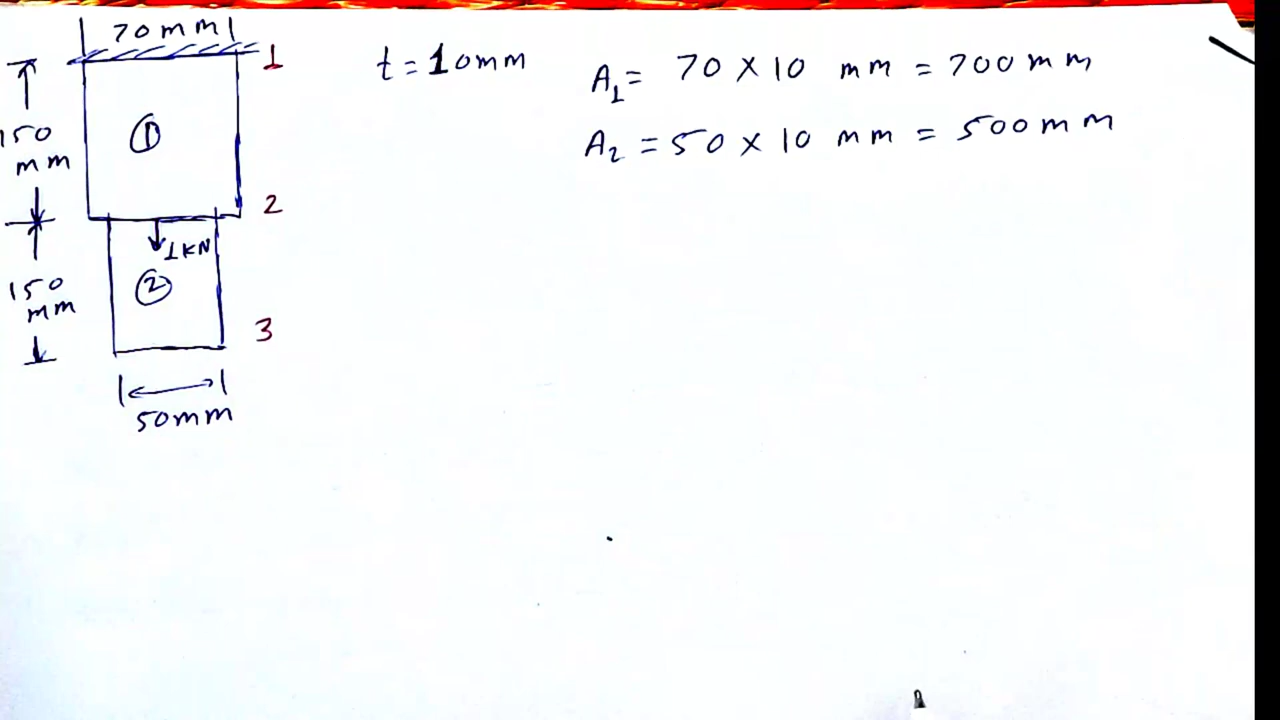 70mm
1
t = 10mm
A1 = 70 × 10 mm = 700 mm
150
mm
①
A2 = 50 × 10 mm = 500 mm
2
1KN
150
mm
②
3
50mm